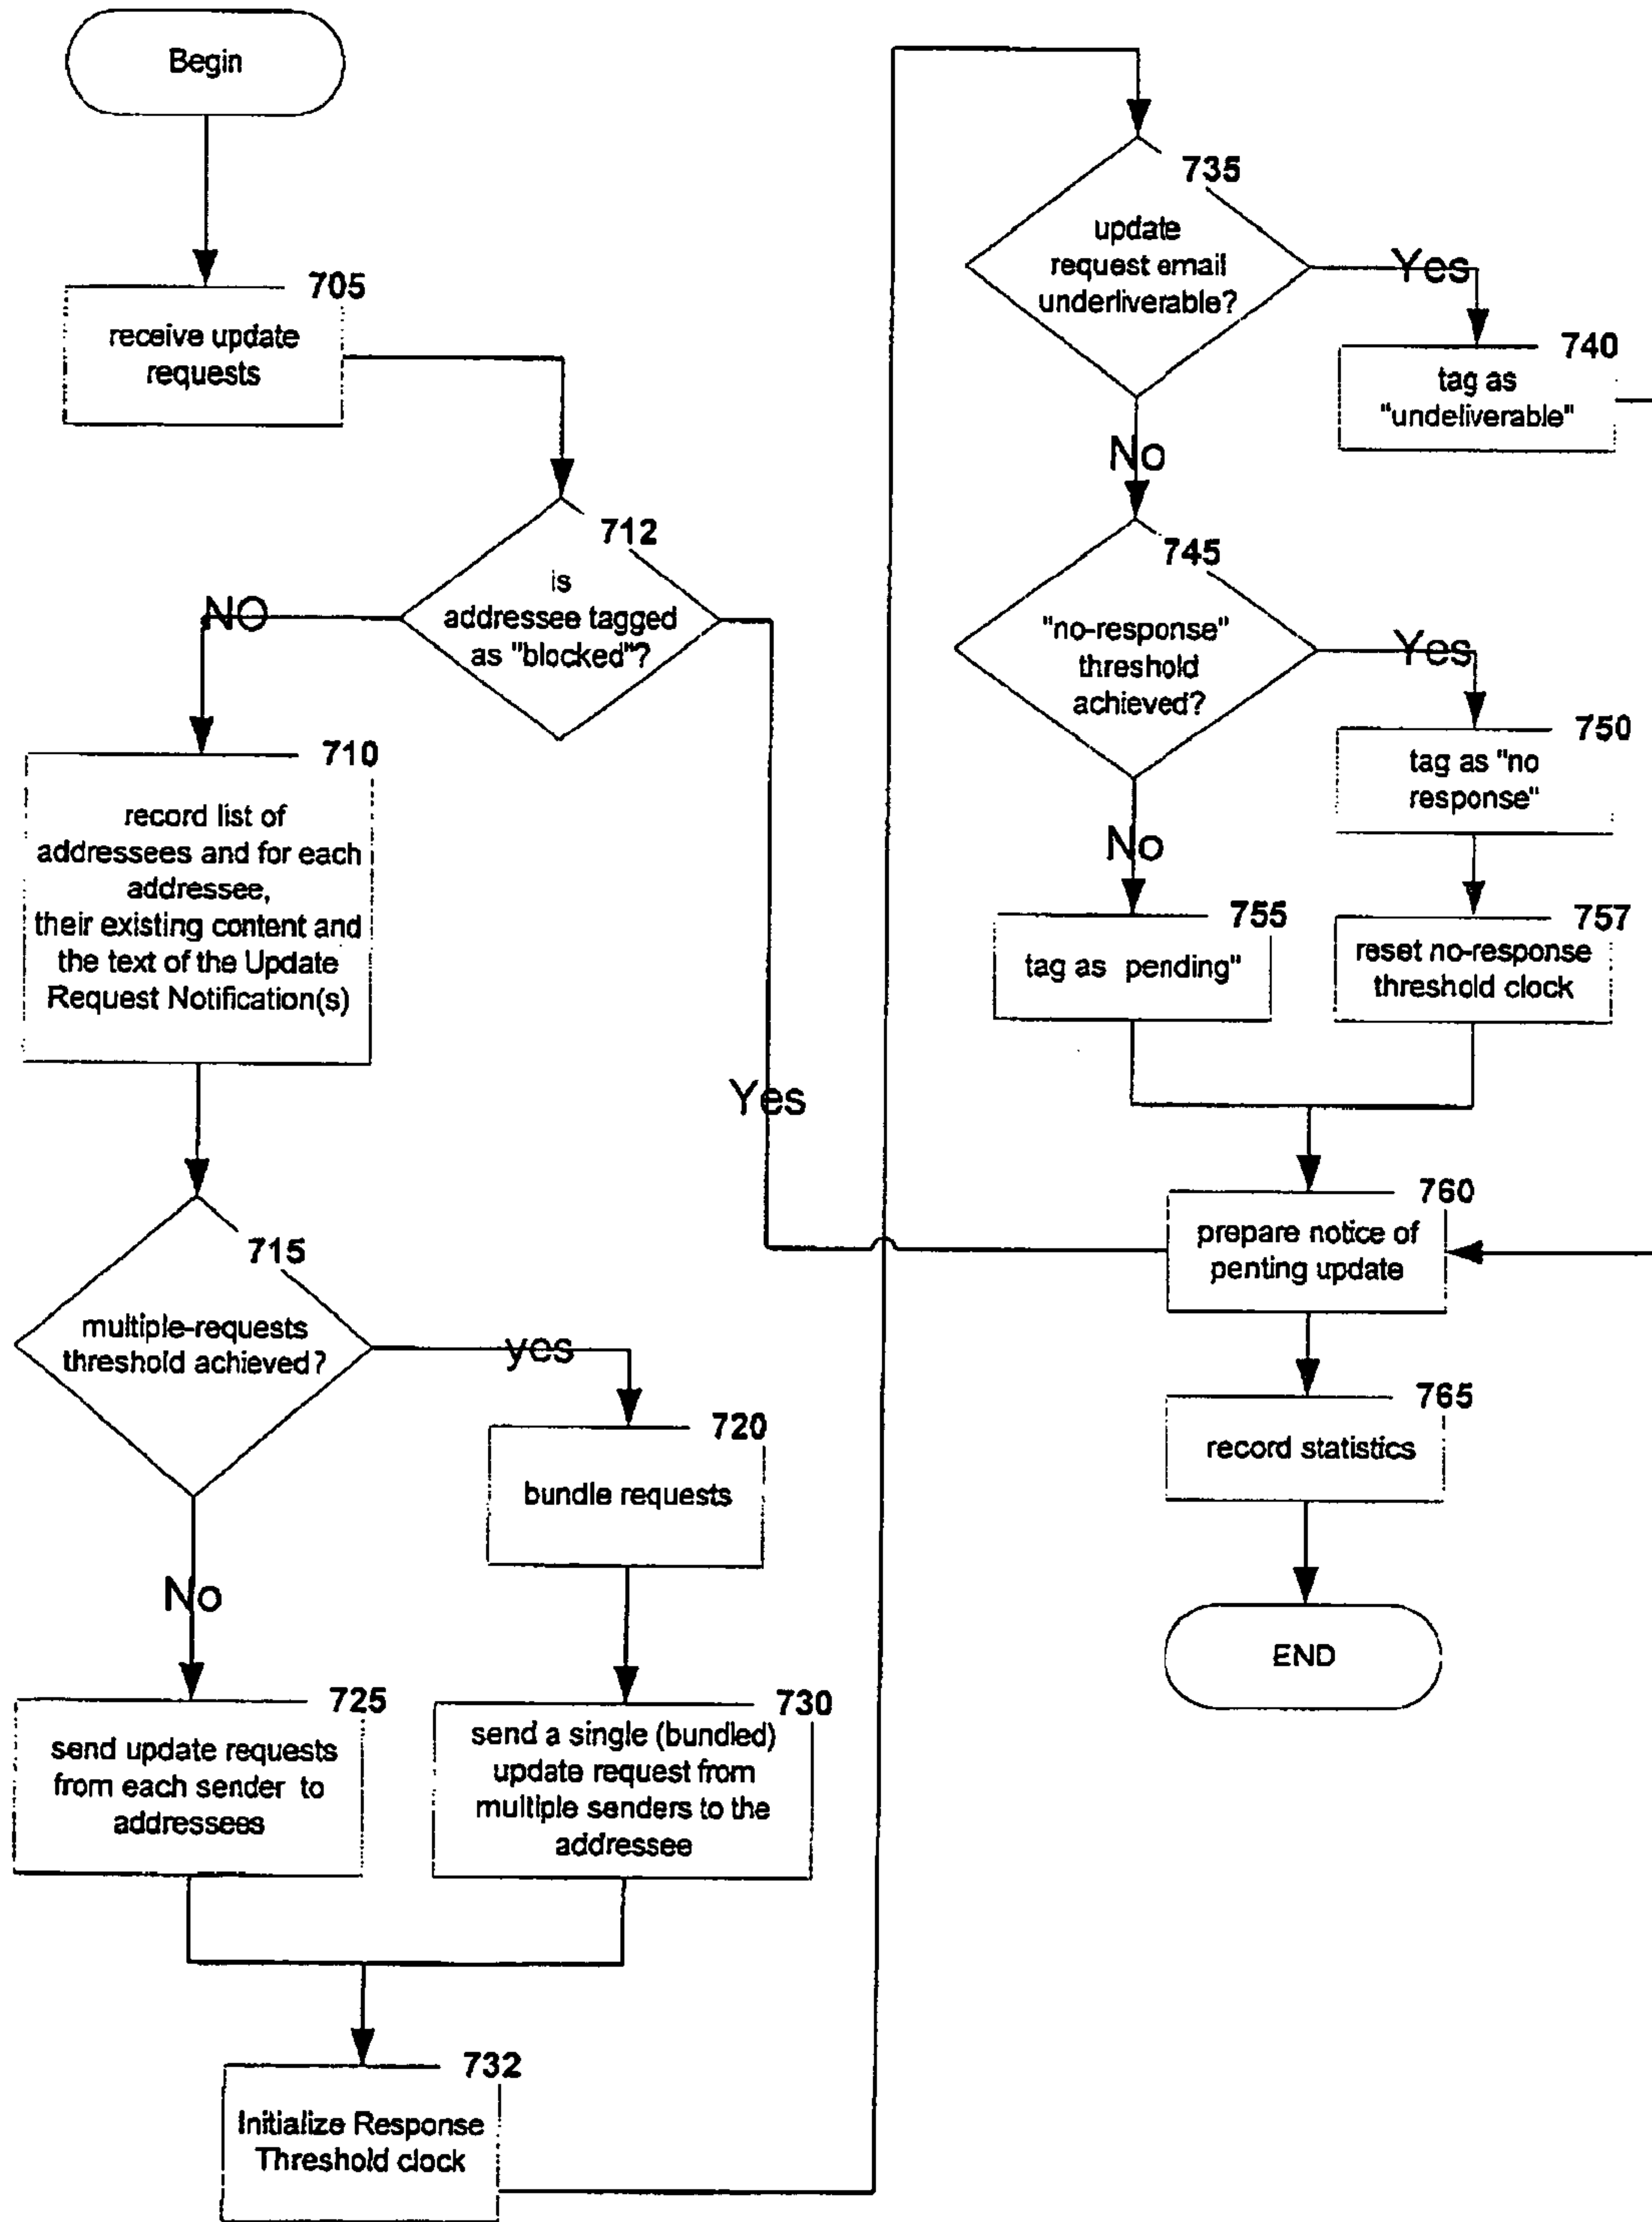 Begin
705
receive update
requests
712
is
addressee tagged
as "blocked"?
NO
Yes
710
record list of
addressees and for each
addressee,
their existing content and
the text of the Update
Request Notification(s)
715
multiple-requests
threshold achieved?
yes
No
720
bundle requests
725
send update requests
from each sender to
addressees
730
send a single (bundled)
update request from
multiple senders to the
addressee
732
Initialize Response
Threshold clock
735
update
request email
underliverable?
Yes
No
740
tag as
"undeliverable"
745
"no-response"
threshold
achieved?
Yes
No
750
tag as "no
response"
755
tag as pending"
757
reset no-response
threshold clock
760
prepare notice of
penting update
765
record statistics
END